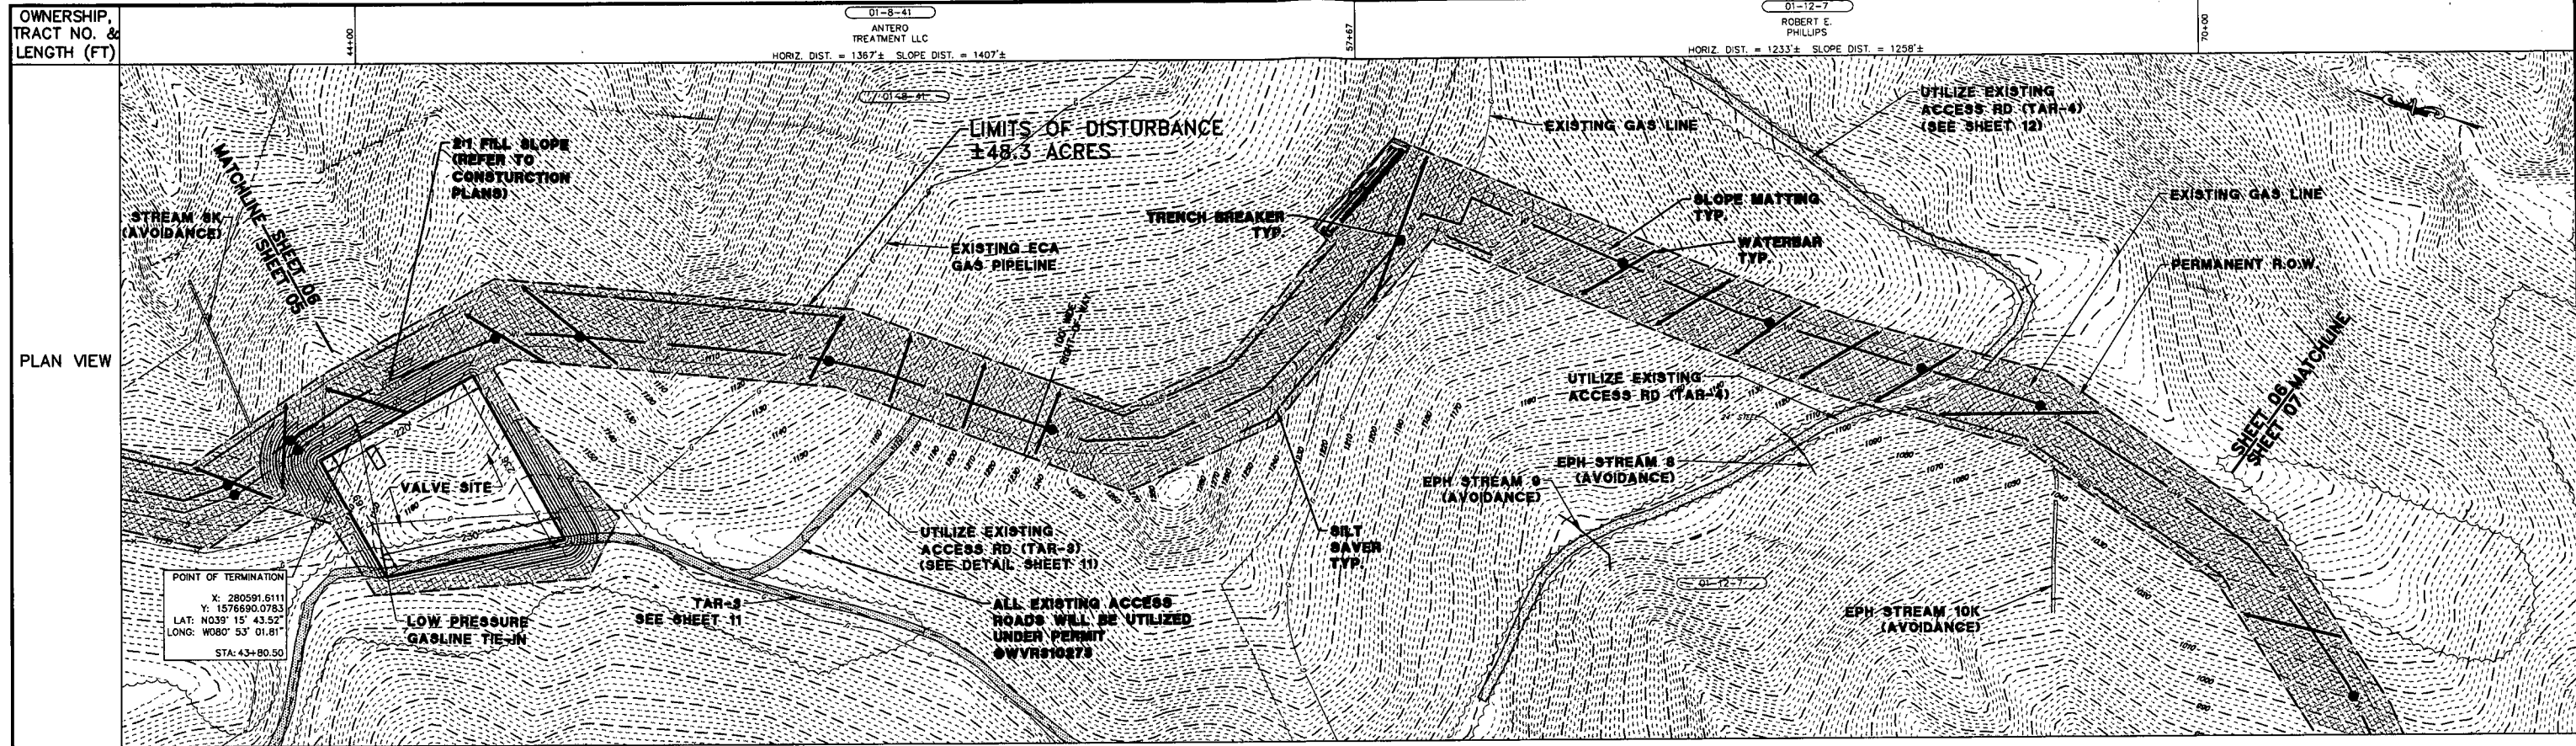 OWNERSHIP,
TRACT NO. &
LENGTH (FT)
44+00
01-8-41
ANTERO
TREATMENT LLC
HORIZ. DIST. = 1367'± SLOPE DIST. = 1407'±
57+67
01-12-7
ROBERT E.
PHILLIPS
HORIZ. DIST. = 1233'± SLOPE DIST. = 1258'±
70+00
PLAN VIEW
01-8-41
LIMITS OF DISTURBANCE
±48.3 ACRES
2:1 FILL SLOPE
(REFER TO
CONSTURCTION
PLANS)
MATCHLINE SHEET 06
SHEET 05
STREAM 8K
(AVOIDANCE)
EXISTING ECA
GAS PIPELINE
TRENCH BREAKER
TYP.
EXISTING GAS LINE
UTILIZE EXISTING
ACCESS RD (TAR-4)
(SEE SHEET 12)
SLOPE MATTING
TYP.
WATERBAR
TYP.
EXISTING GAS LINE
PERMANENT R.O.W.
RIGHT-OF-WAY
SHEET 06
SHEET 07 MATCHLINE
UTILIZE EXISTING
ACCESS RD (TAR-4)
EPH STREAM 8
(AVOIDANCE)
EPH STREAM 9
(AVOIDANCE)
220'
VALVE SITE
230'
UTILIZE EXISTING
ACCESS RD (TAR-3)
(SEE DETAIL SHEET 11)
SILT
SAVER
TYP.
01-12-7
POINT OF TERMINATION
X: 280591.6111
Y: 1576690.0783
LAT: N039° 15' 43.52"
LONG: W080° 53' 01.81"
STA: 43+80.50
LOW PRESSURE
GASLINE TIE-IN
TAR-3
SEE SHEET 11
ALL EXISTING ACCESS
ROADS WILL BE UTILIZED
UNDER PERMIT
#WVR310273
EPH STREAM 10K
(AVOIDANCE)